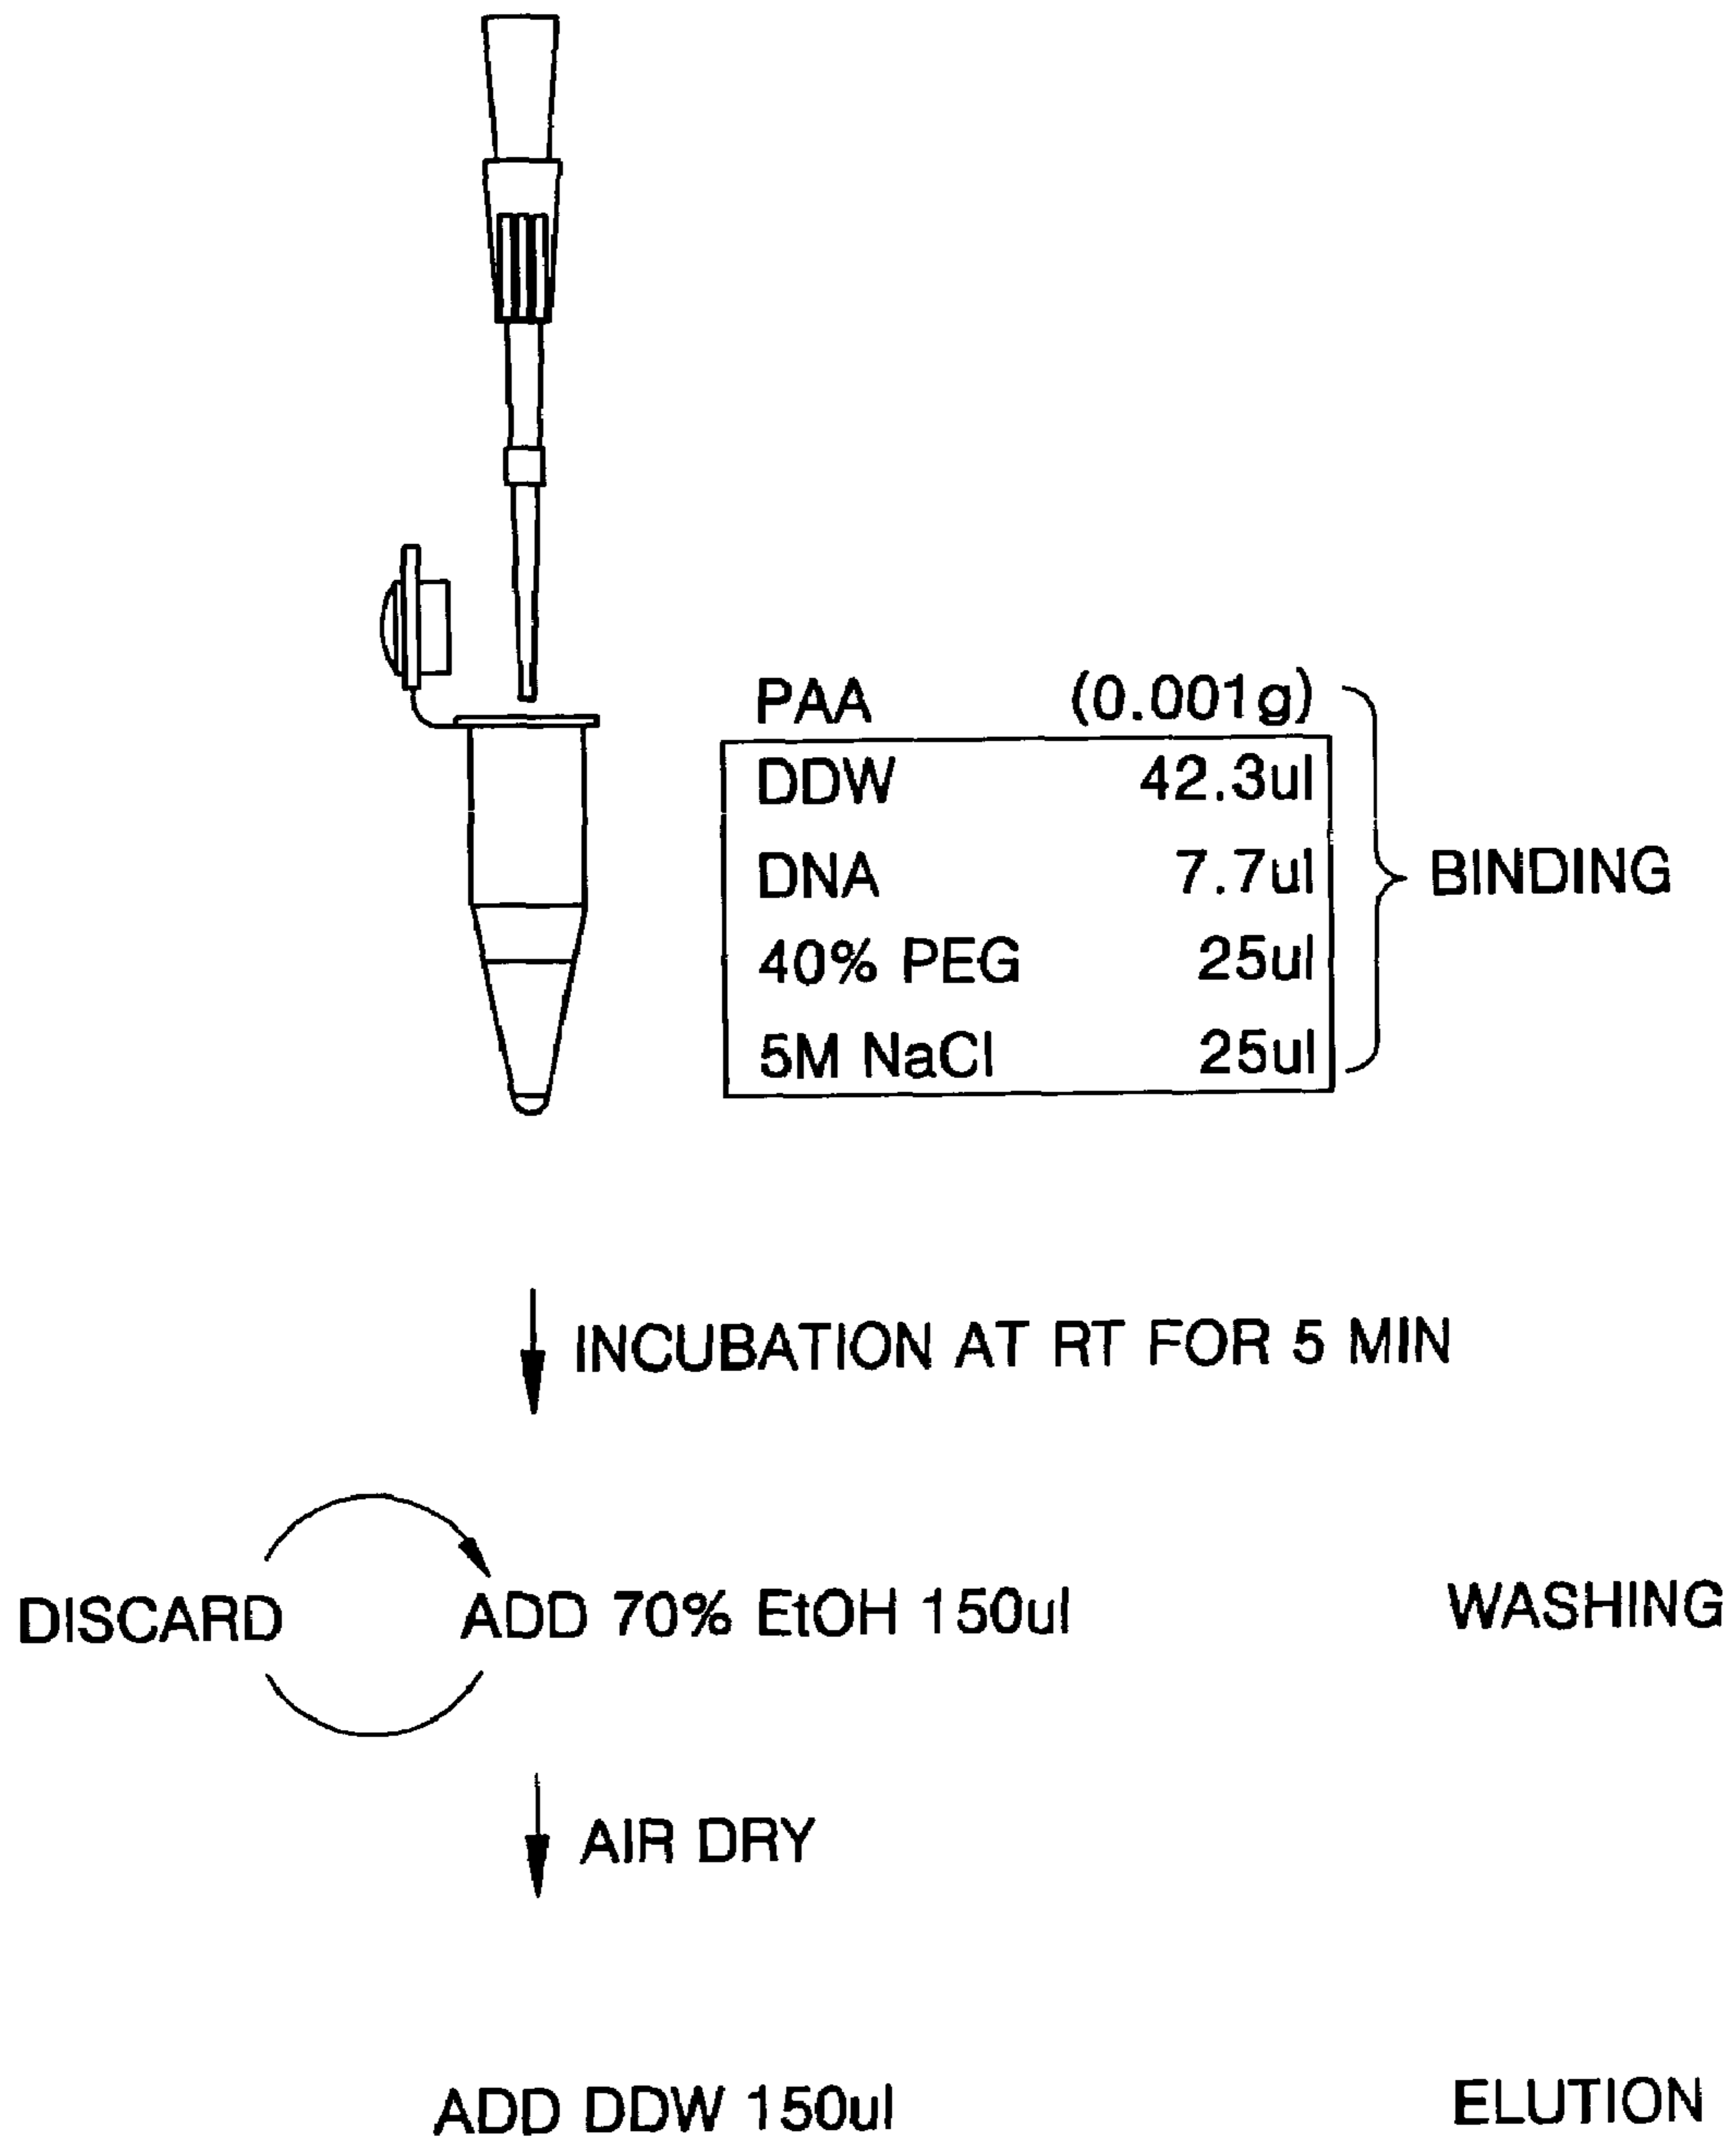 PAA (0.001g)
DDW 42.3ul
DNA 7.7ul
40% PEG 25ul
5M NaCl 25ul
BINDING
INCUBATION AT RT FOR 5 MIN
DISCARD ADD 70% EtOH 150ul WASHING
AIR DRY
ADD DDW 150ul ELUTION